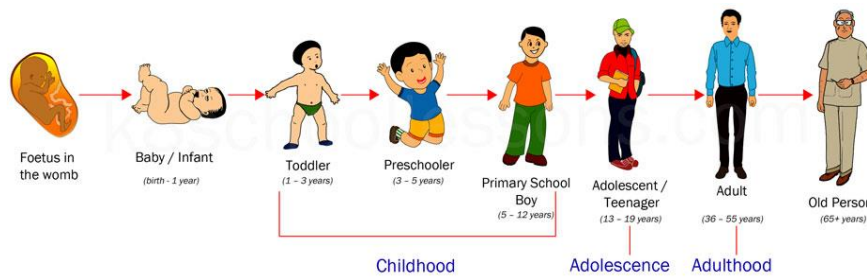 Foetus in
the womb
Baby / Infant
(birth - 1 year)
Toddler
(1 – 3 years)
Preschooler
(3 – 5 years)
Primary School
Boy
(5 – 12 years)
Adolescent /
Teenager
(13 – 19 years)
Adult
(36 – 55 years)
Old Person
(65+ years)
Childhood
Adolescence
Adulthood